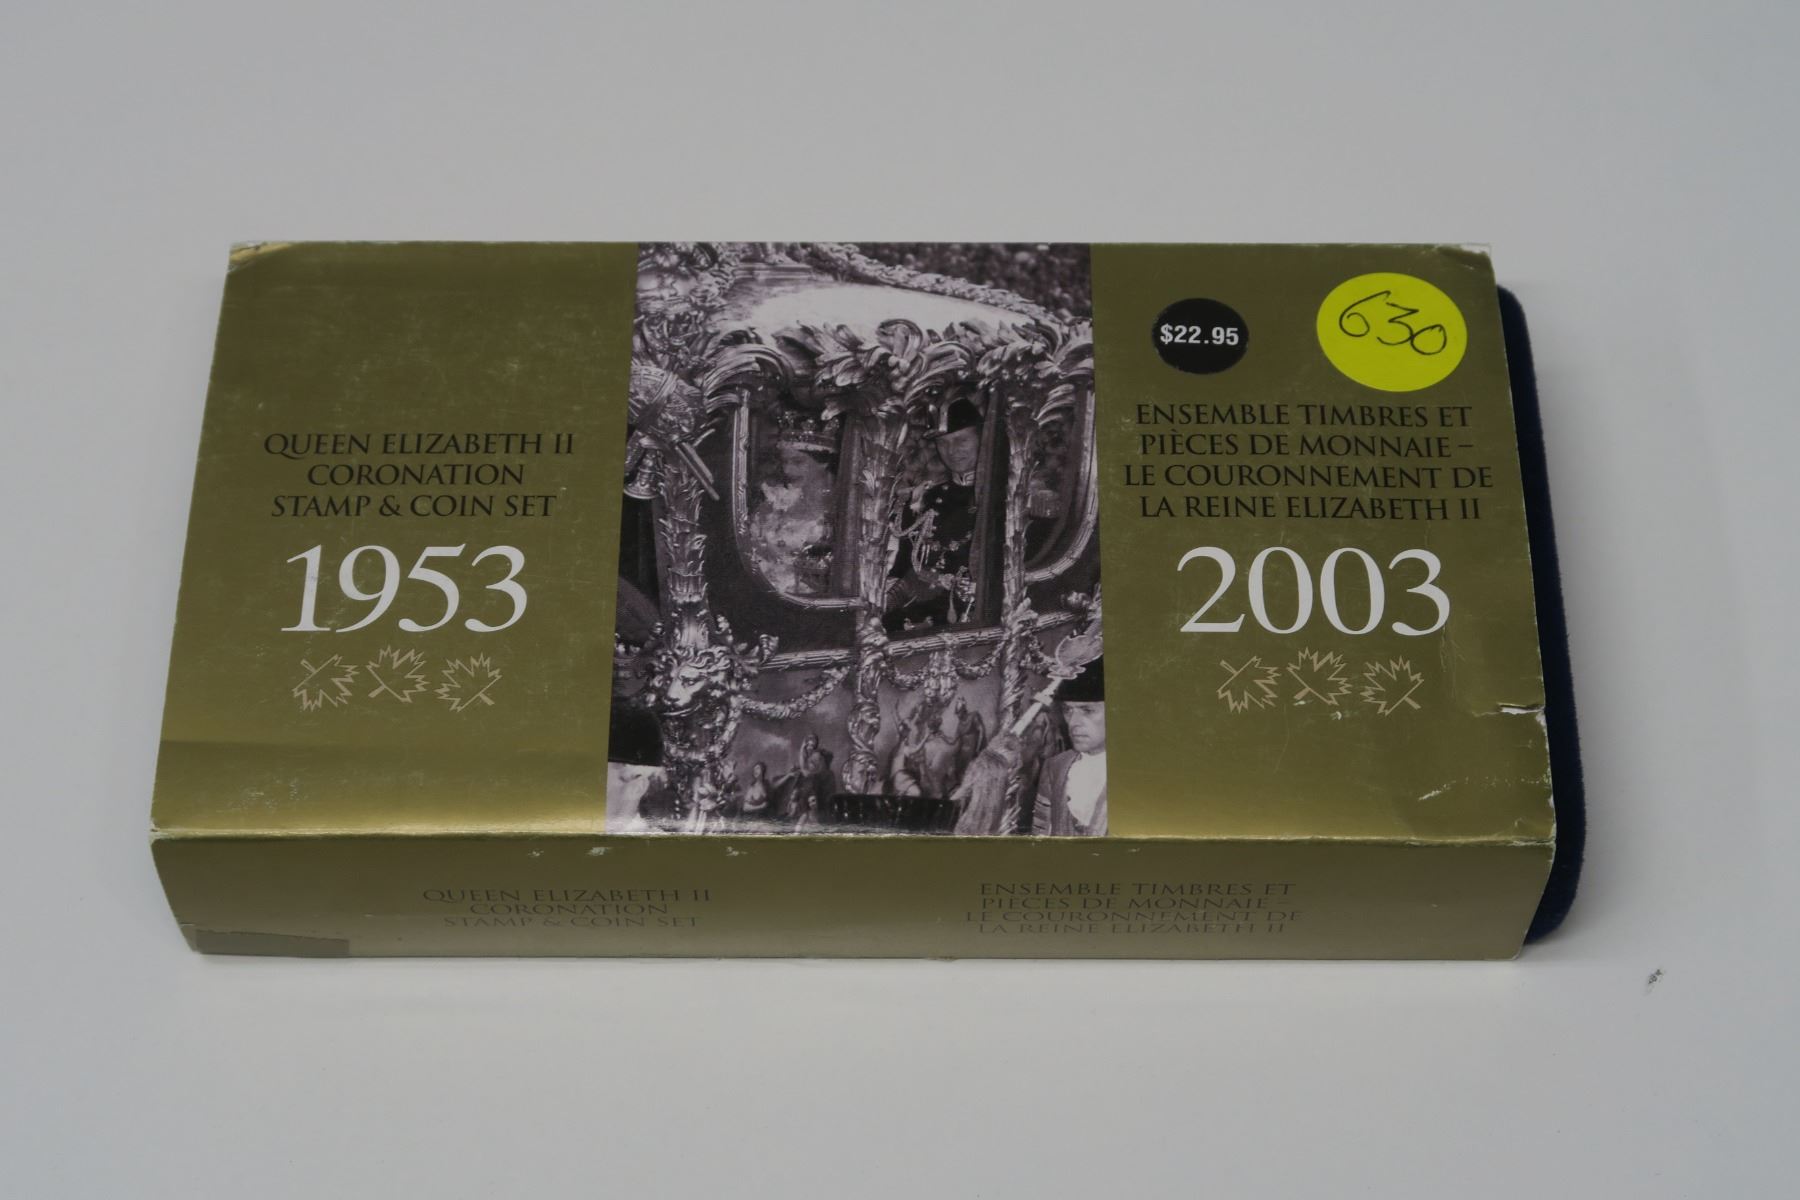 QUEEN ELIZABETH II
CORONATION
STAMP & COIN SET
1953
$22.95
630
ENSEMBLE TIMBRES ET
PIÈCES DE MONNAIE –
LE COURONNEMENT DE
LA REINE ELIZABETH II
2003
QUEEN ELIZABETH II
CORONATION
STAMP & COIN SET
ENSEMBLE TIMBRES ET
PIÈCES DE MONNAIE –
LE COURONNEMENT DE
LA REINE ELIZABETH II